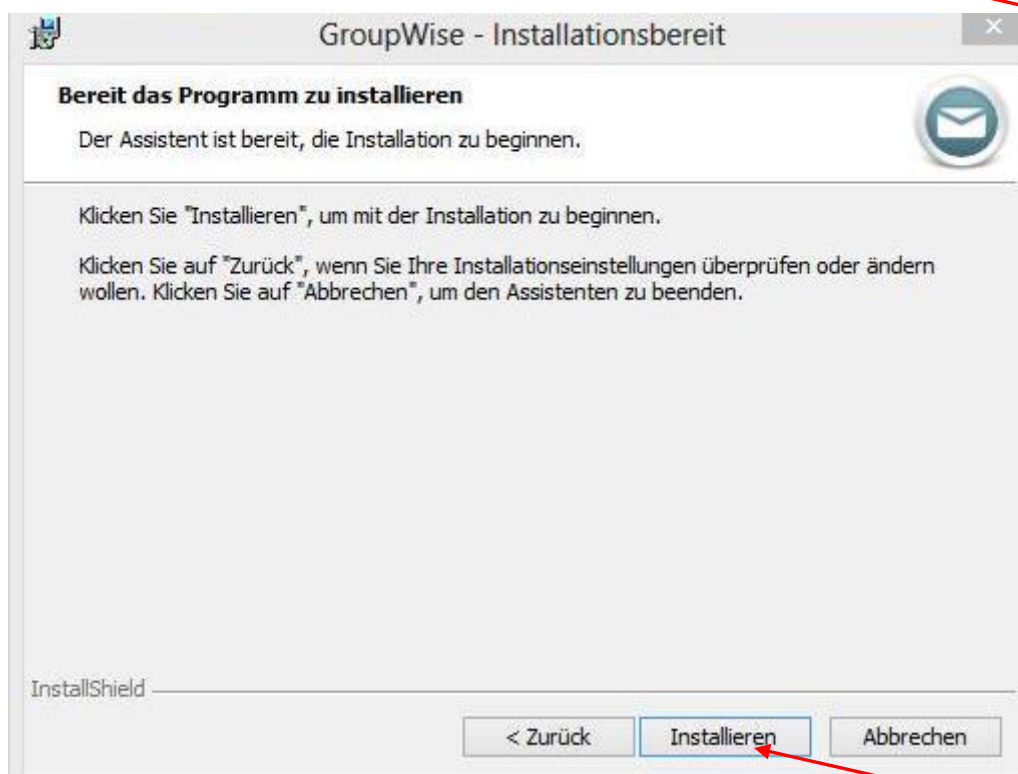 GroupWise - Installationsbereit
Bereit das Programm zu installieren
Der Assistent ist bereit, die Installation zu beginnen.
Klicken Sie "Installieren", um mit der Installation zu beginnen.
Klicken Sie auf "Zurück", wenn Sie Ihre Installationseinstellungen überprüfen oder ändern
wollen. Klicken Sie auf "Abbrechen", um den Assistenten zu beenden.
InstallShield
< Zurück Installieren Abbrechen